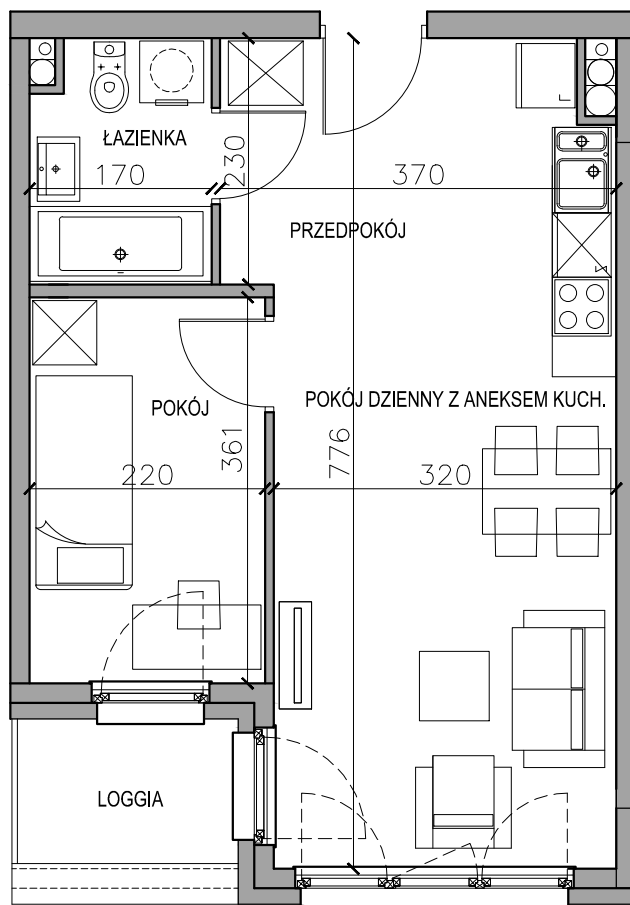 ŁAZIENKA
170
230
370
PRZEDPOKÓJ
POKÓJ
POKÓJ DZIENNY Z ANEKSEM KUCH.
361
776
220
320
LOGGIA